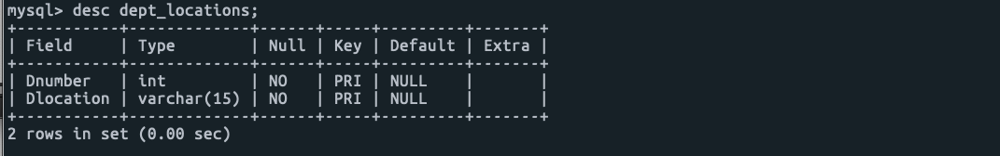 mysql> desc dept_locations;
+-----------+-------------+------+-----+---------+-------+
| Field     | Type        | Null | Key | Default | Extra |
+-----------+-------------+------+-----+---------+-------+
| Dnumber   | int         | NO   | PRI | NULL    |       |
| Dlocation | varchar(15) | NO   | PRI | NULL    |       |
+-----------+-------------+------+-----+---------+-------+
2 rows in set (0.00 sec)